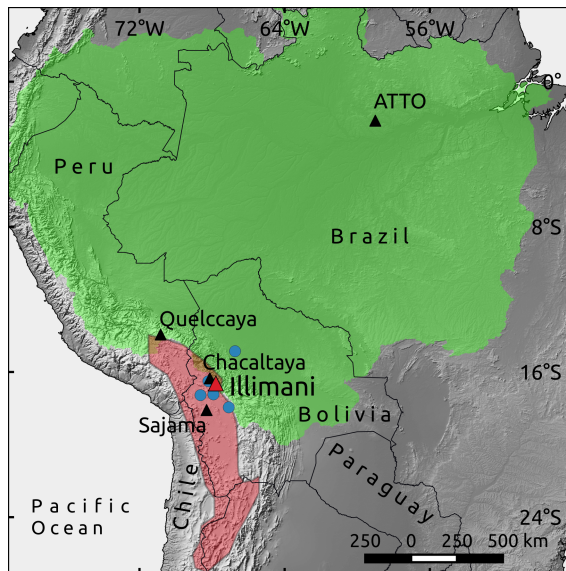 72°W 64°W 56°W
0°
ATTO
Peru
Brazil
8°S
Quelccaya
Chacaltaya
16°S
Illimani
Bolivia
Sajama
Paraguay
Chile
Pacific
Ocean
24°S
250 0 250 500 km